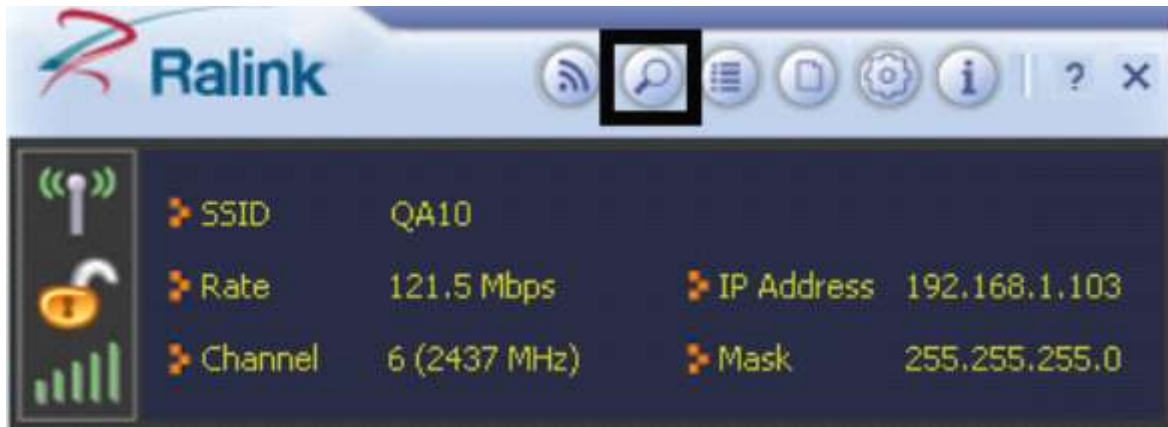 Ralink
i ? ×
SSID QA10
Rate 121.5 Mbps IP Address 192.168.1.103
Channel 6 (2437 MHz) Mask 255.255.255.0